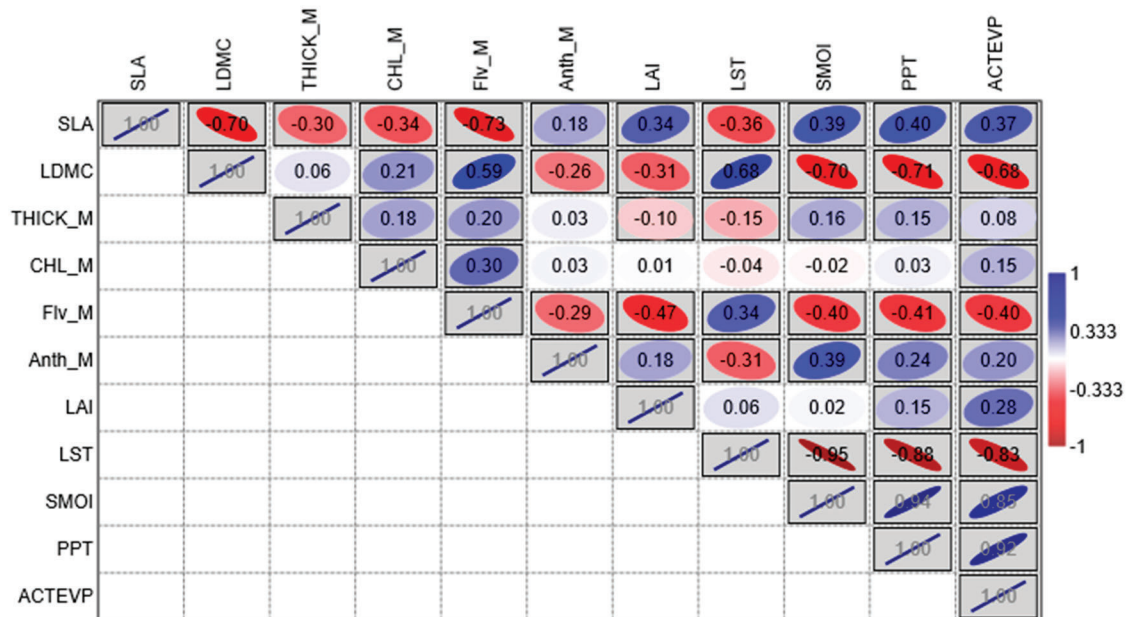 SLA LDMC THICK_M CHL_M Flv_M Anth_M LAI LST SMOI PPT ACTEVP
SLA 1.00 -0.70 -0.30 -0.34 -0.73 0.18 0.34 -0.36 0.39 0.40 0.37
LDMC 1.00 0.06 0.21 0.59 -0.26 -0.31 0.68 -0.70 -0.71 -0.68
THICK_M 1.00 0.18 0.20 0.03 -0.10 -0.15 0.16 0.15 0.08
CHL_M 1.00 0.30 0.03 0.01 -0.04 -0.02 0.03 0.15
Flv_M 1.00 -0.29 -0.47 0.34 -0.40 -0.41 -0.40
Anth_M 1.00 0.18 -0.31 0.39 0.24 0.20
LAI 1.00 0.06 0.02 0.15 0.28
LST 1.00 -0.95 -0.88 -0.83
SMOI 1.00 0.94 0.85
PPT 1.00 0.92
ACTEVP 1.00
1
0.333
-0.333
-1